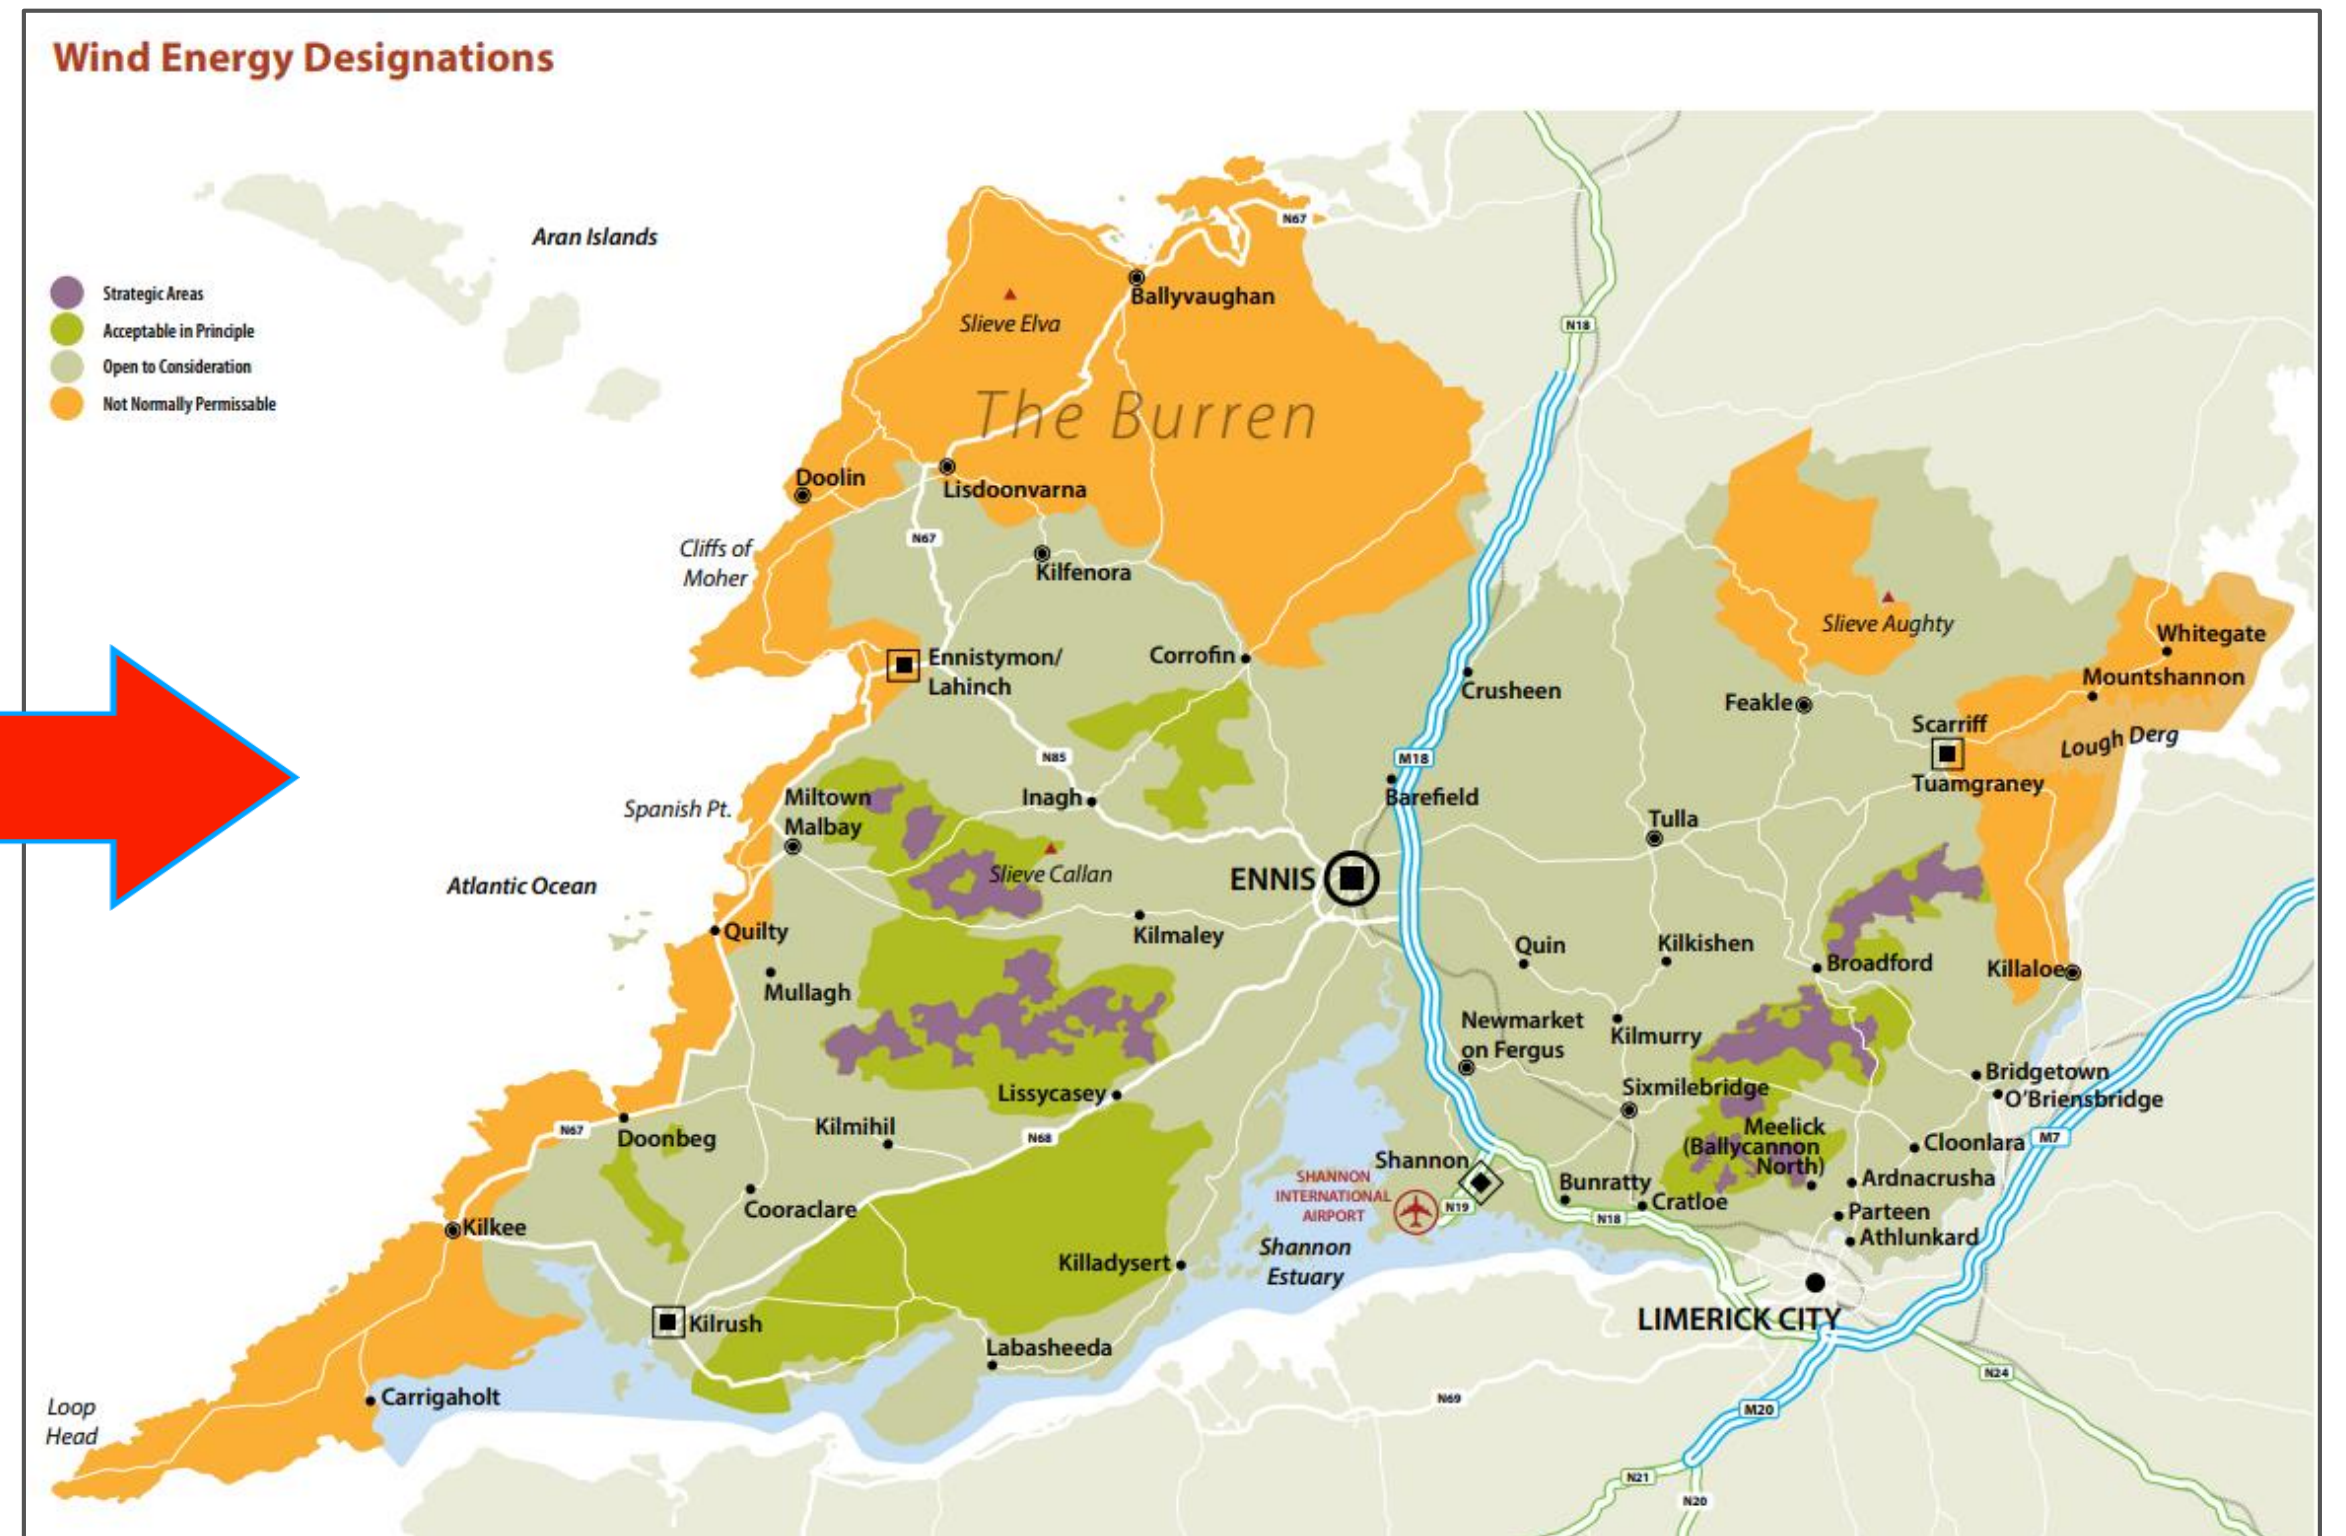 Wind Energy Designations
Aran Islands
Strategic Areas
Acceptable in Principle
Open to Consideration
Not Normally Permissable
N67
Ballyvaughan
Slieve Elva
N18
The Burren
Doolin
Lisdoonvarna
Cliffs of
Moher
N67
Kilfenora
Slieve Aughty
Whitegate
Ennistymon/
Lahinch
Corrofin
Crusheen
Mountshannon
Feakle
Scarriff
Tuamgraney
Lough Derg
N85
M18
Spanish Pt.
Miltown
Malbay
Inagh
Barefield
Tulla
Atlantic Ocean
Slieve Callan
ENNIS
Quilty
Kilmaley
Quin
Kilkishen
Broadford
Killaloe
Mullagh
Newmarket
on Fergus
Kilmurry
Lissycasey
Sixmilebridge
Bridgetown
O'Briensbridge
N67
Doonbeg
Kilmihil
N68
Meelick
(Ballycannon
North)
Cloonlara
M7
Shannon
SHANNON
INTERNATIONAL
AIRPORT
N19
Bunratty
Cratloe
Ardnacrusha
Cooraclare
N18
Parteen
Athlunkard
Kilkee
Killadysert
Shannon
Estuary
Kilrush
LIMERICK CITY
Labasheeda
Carrigaholt
Loop
Head
N69
N24
M20
N21
N20